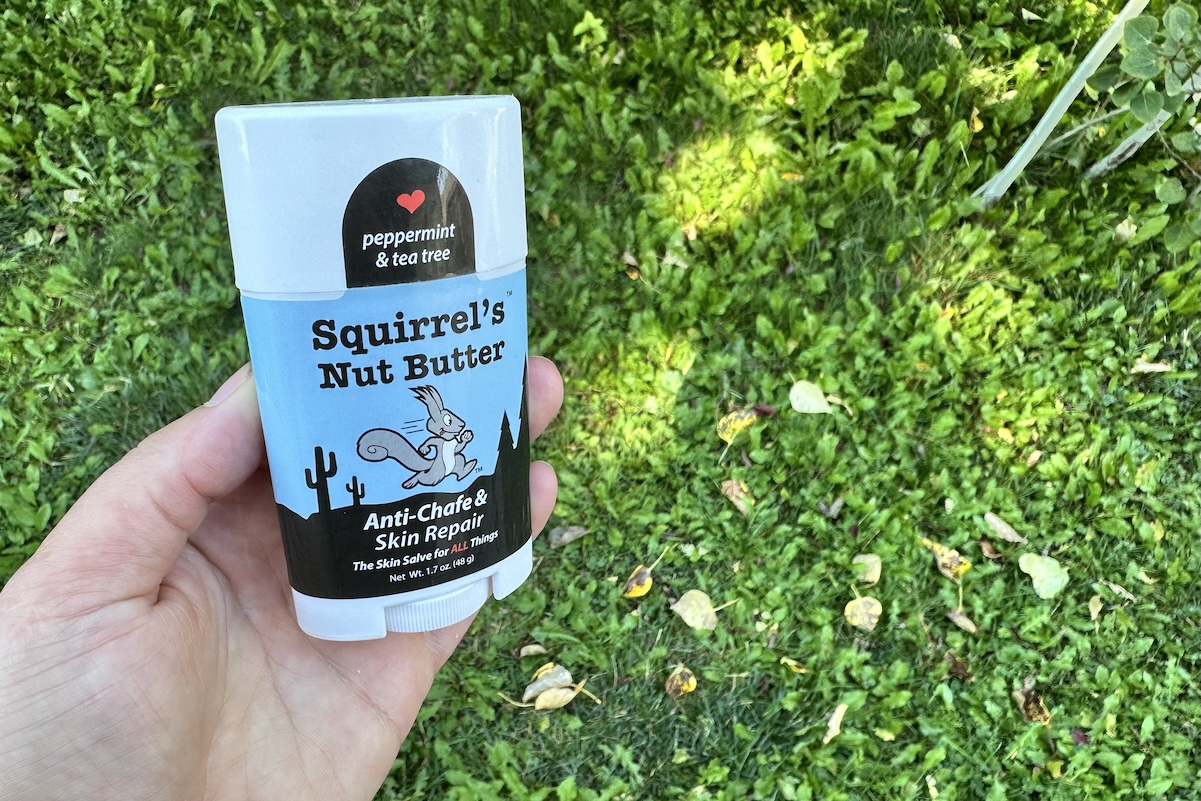 peppermint
& tea tree
Squirrel's™
Nut Butter
™
Anti-Chafe &
Skin Repair
The Skin Salve for ALL Things
Net Wt. 1.7 oz. (48 g)